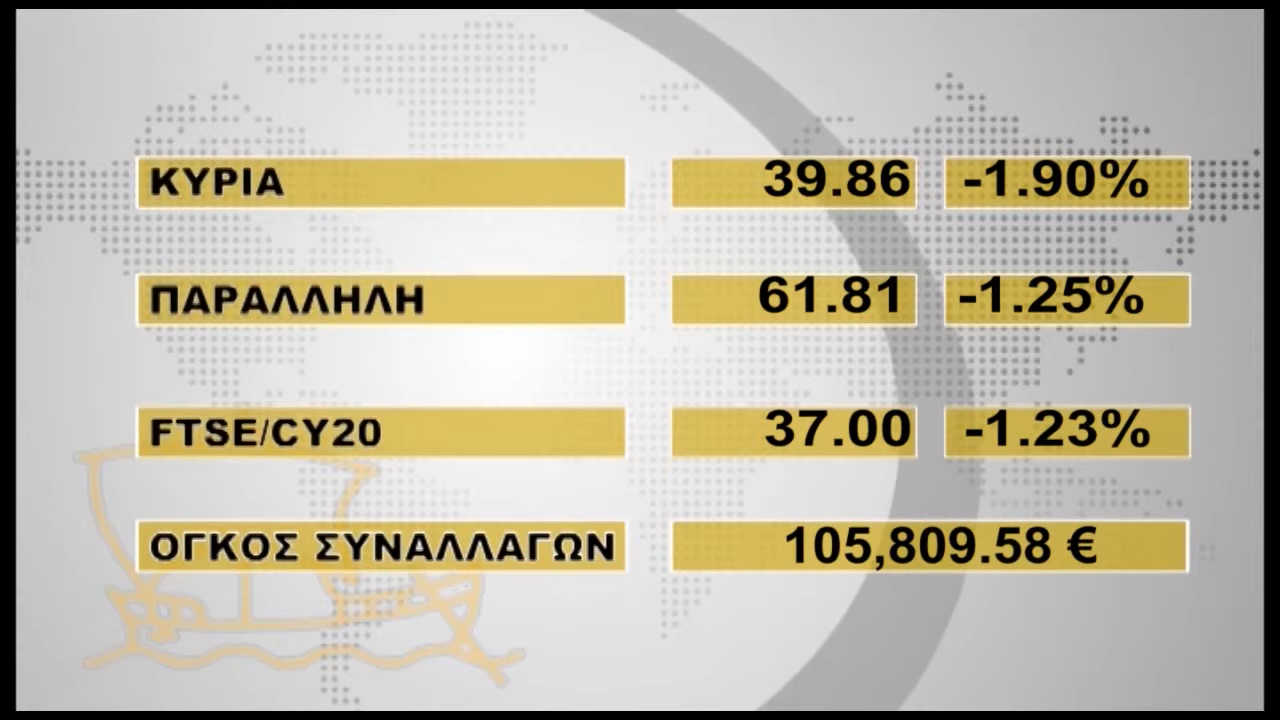 ΚΥΡΙΑ 39.86 -1.90%
ΠΑΡΑΛΛΗΛΗ 61.81 -1.25%
FTSE/CY20 37.00 -1.23%
ΟΓΚΟΣ ΣΥΝΑΛΛΑΓΩΝ 105,809.58 €